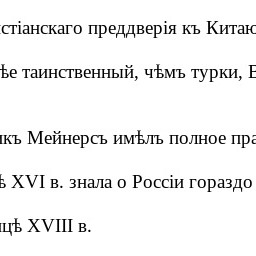 стіанскаго преддверія къ Китаю
ѣе таинственный, чѣмъ турки, В
икъ Мейнерсъ имѣлъ полное пра
ѣ XVI в. знала о Россіи гораздо
цѣ XVIII в.